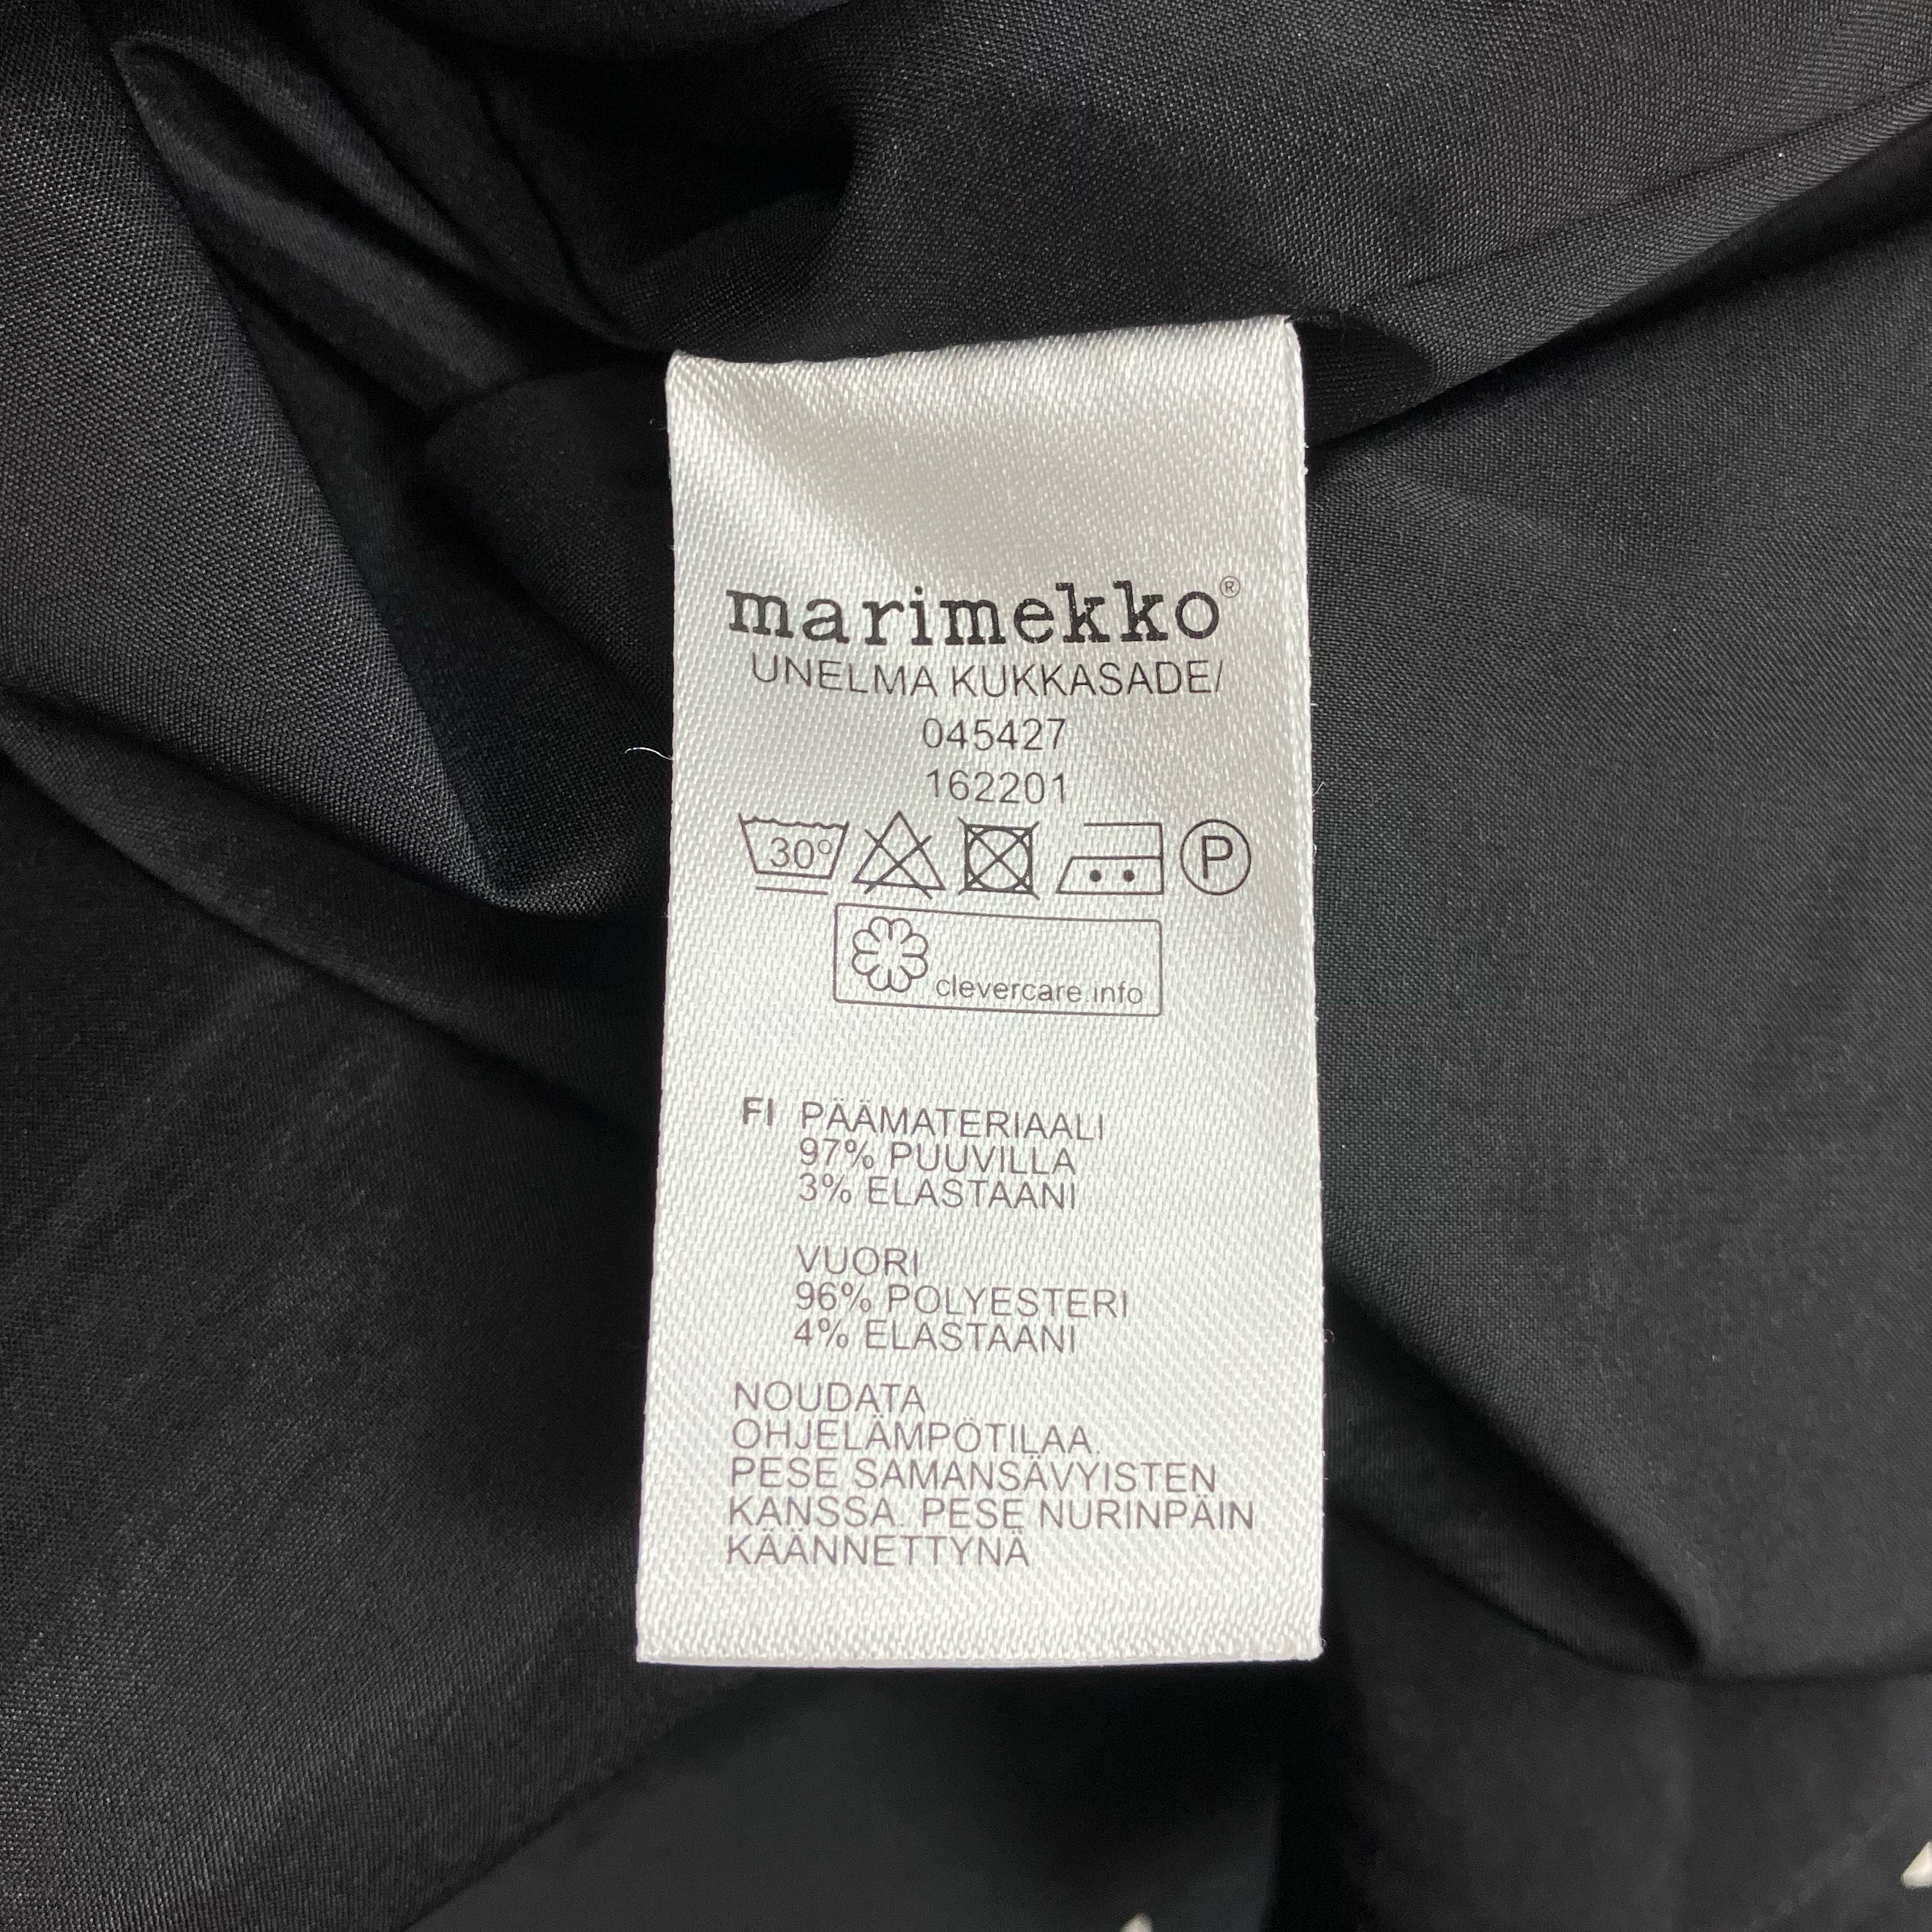 marimekko®
UNELMA KUKKASADE/
045427
162201
30° P
clevercare.info
FI PÄÄMATERIAALI
97% PUUVILLA
3% ELASTAANI
VUORI
96% POLYESTERI
4% ELASTAANI
NOUDATA
OHJELÄMPÖTILAA.
PESE SAMANSÄVYISTEN
KANSSA. PESE NURINPÄIN
KÄÄNNETTYNÄ